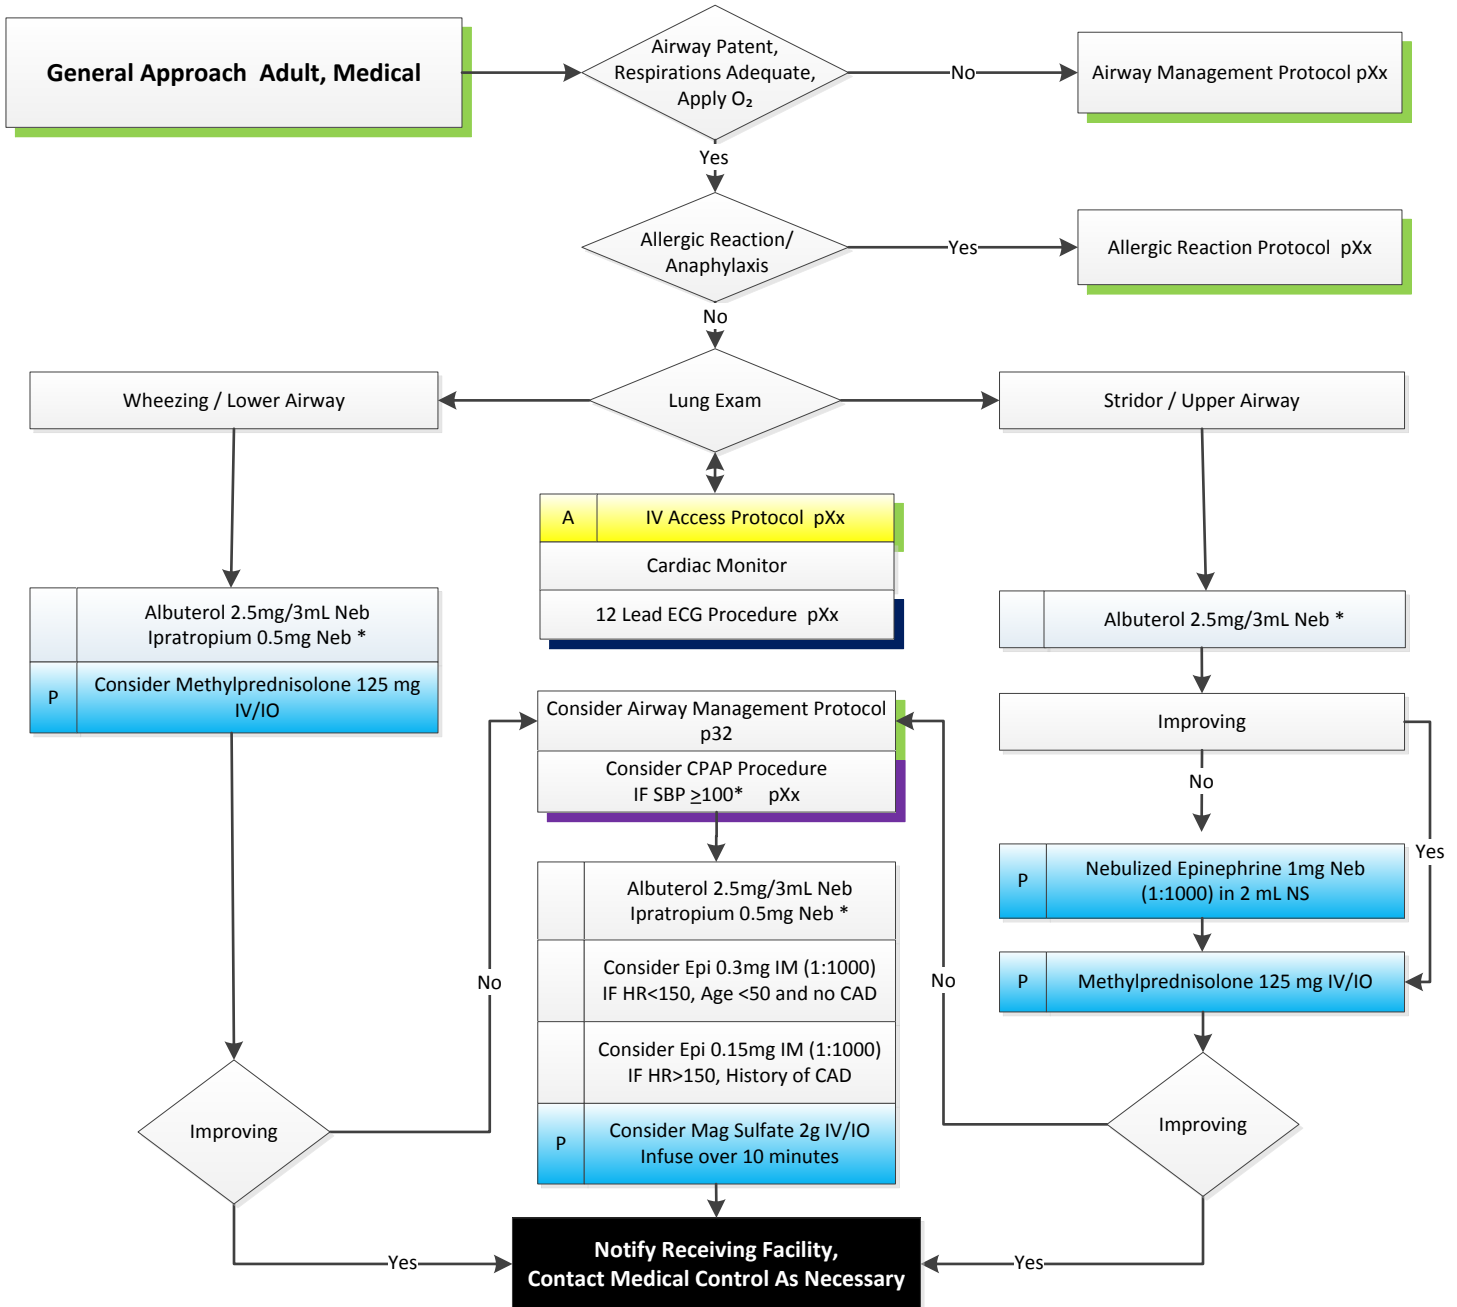 General Approach  Adult, Medical
Airway Patent,
Respirations Adequate,
Apply O₂
No
Airway Management Protocol pXx
Yes
Allergic Reaction/
Anaphylaxis
Yes
Allergic Reaction Protocol  pXx
No
Wheezing / Lower Airway
Lung Exam
Stridor / Upper Airway
A
IV Access Protocol  pXx
Cardiac Monitor
12 Lead ECG Procedure  pXx
Albuterol 2.5mg/3mL Neb
Ipratropium 0.5mg Neb *
P
Consider Methylprednisolone 125 mg
IV/IO
Albuterol 2.5mg/3mL Neb *
Improving
No
Yes
P
Nebulized Epinephrine 1mg Neb
(1:1000) in 2 mL NS
P
Methylprednisolone 125 mg IV/IO
Consider Airway Management Protocol
p32
Consider CPAP Procedure
IF SBP ≥100*    pXx
No
No
Albuterol 2.5mg/3mL Neb
Ipratropium 0.5mg Neb *
Consider Epi 0.3mg IM (1:1000)
IF HR<150, Age <50 and no CAD
Consider Epi 0.15mg IM (1:1000)
IF HR>150, History of CAD
P
Consider Mag Sulfate 2g IV/IO
Infuse over 10 minutes
Improving
Improving
Yes
Yes
Notify Receiving Facility,
Contact Medical Control As Necessary